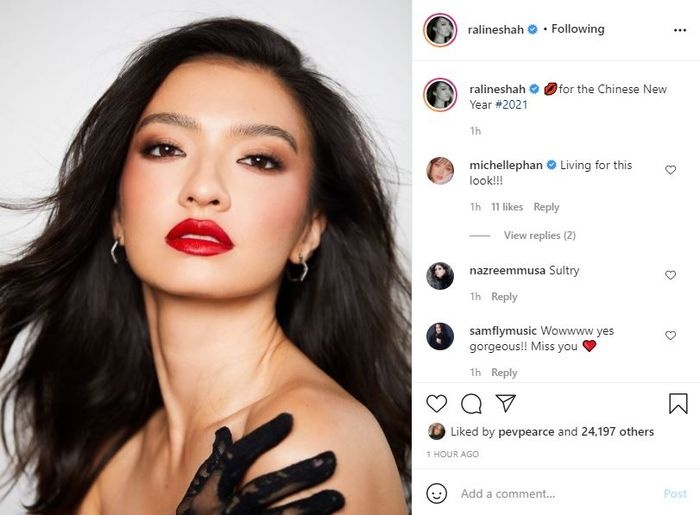 ralineshah • Following
ralineshah 💋for the Chinese New
Year #2021
1h
michellephan Living for this
look!!!
1h 11 likes Reply
View replies (2)
nazreemmusa Sultry
1h Reply
samflymusic Wowwww yes
gorgeous!! Miss you ❤️
1h Reply
Liked by pevpearce and 24,197 others
1 HOUR AGO
Add a comment... Post